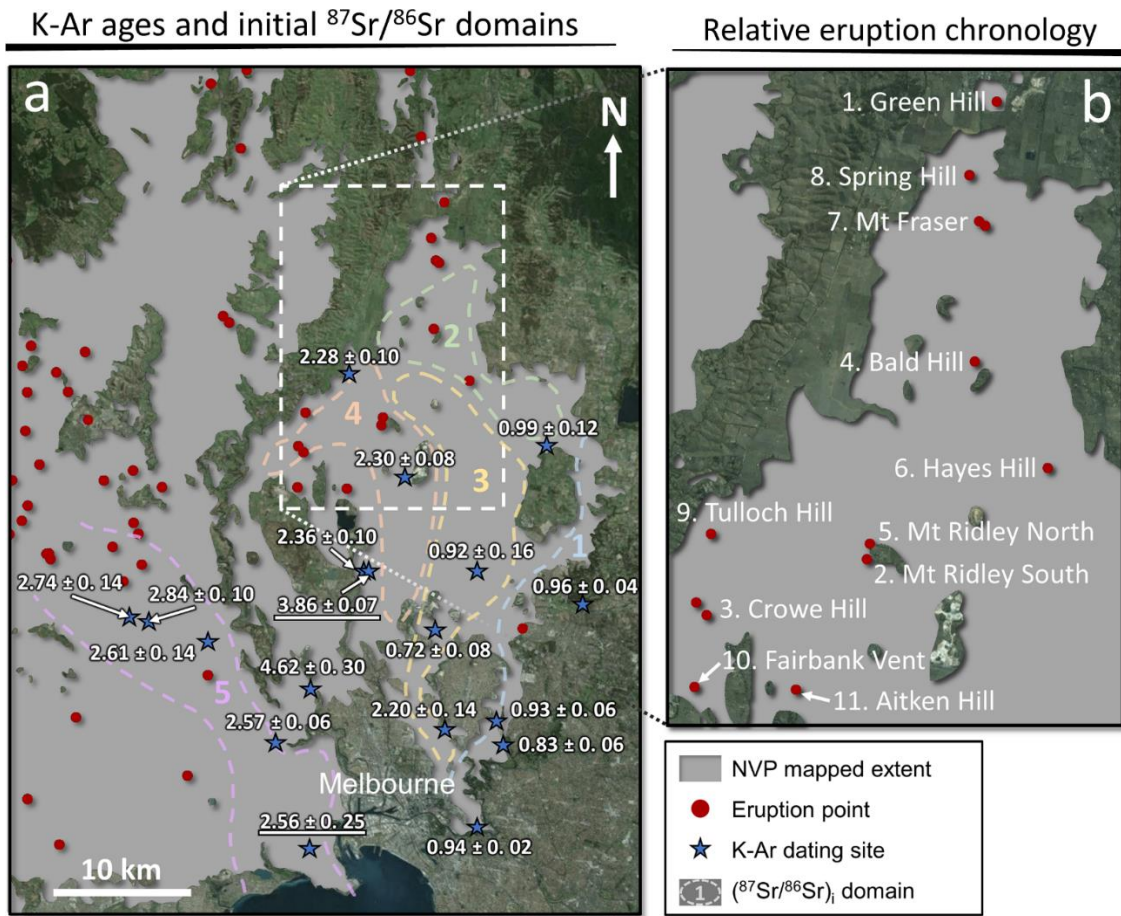 K-Ar ages and initial ⁸⁷Sr/⁸⁶Sr domains
Relative eruption chronology
a
N
b
1. Green Hill
8. Spring Hill
7. Mt Fraser
2
2.28 ± 0.10
4. Bald Hill
4
0.99 ± 0.12
2.30 ± 0.08
3
6. Hayes Hill
9. Tulloch Hill
5. Mt Ridley North
2. Mt Ridley South
2.36 ± 0.10
0.92 ± 0.16
1
2.74 ± 0. 14
2.84 ± 0. 10
3.86 ± 0.07
0.96 ± 0. 04
3. Crowe Hill
2.61 ± 0. 14
0.72 ± 0. 08
4.62 ± 0. 30
10. Fairbank Vent
11. Aitken Hill
5
2.57 ± 0. 06
2.20 ± 0. 14
0.93 ± 0. 06
0.83 ± 0. 06
Melbourne
2.56 ± 0. 25
0.94 ± 0. 02
10 km
NVP mapped extent
Eruption point
K-Ar dating site
1
(⁸⁷Sr/⁸⁶Sr)i domain